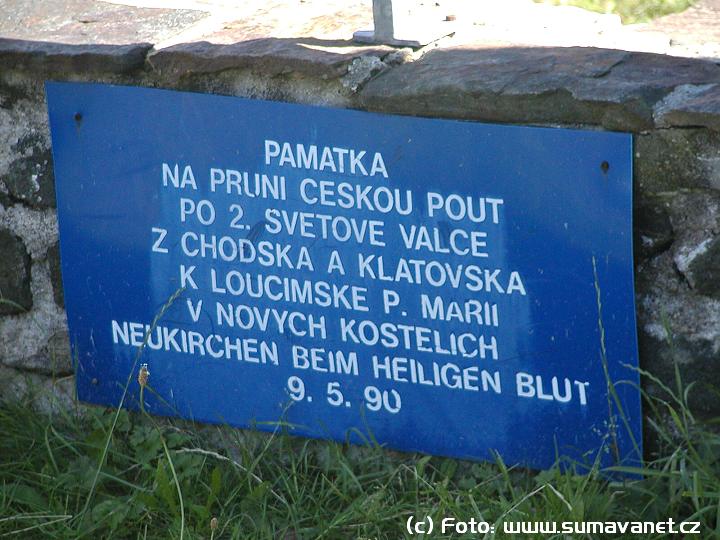 PAMATKA
NA PRUNI CESKOU POUT
PO 2. SVETOVE VALCE
Z CHODSKA A KLATOVSKA
K LOUCIMSKE P. MARII
V NOVYCH KOSTELICH
NEUKIRCHEN BEIM HEILIGEN BLUT
9. 5. 90
(c) Foto: www.sumavanet.cz